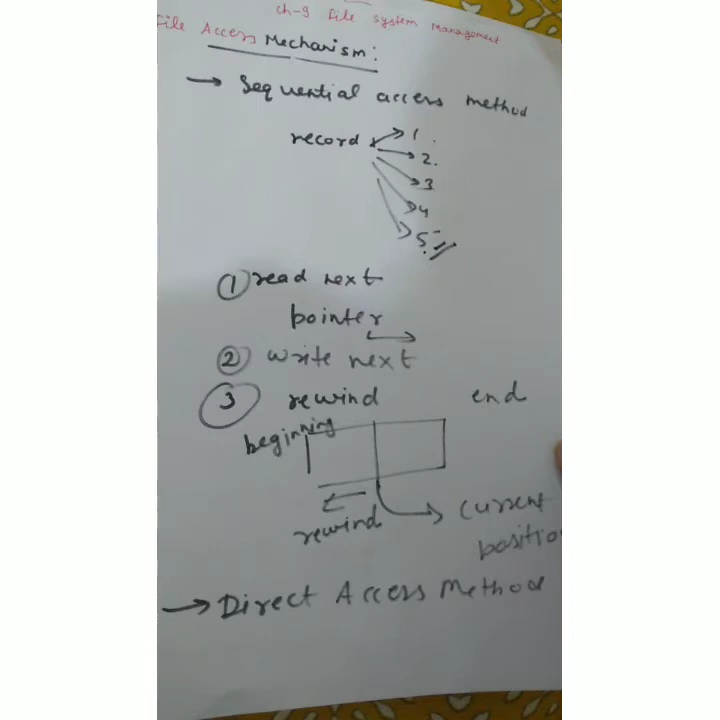 ch-9 File System Management
File Access Mechanism:
→ Sequential access method
record → 1.
→ 2.
→ 3
→ 4
→ 5.
① read next
pointer
② write next
③ rewind end
beginning
rewind
current
position
→ Direct Access Method